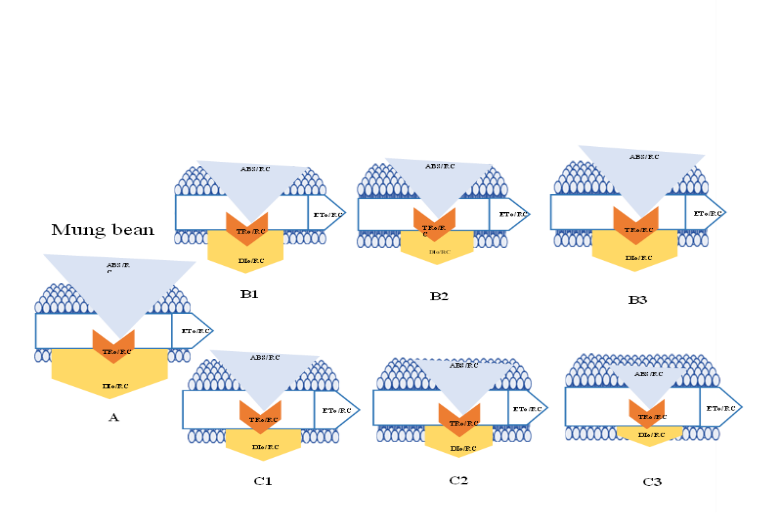 ABS/RC
ABS/RC
ABS/RC
ETo/RC
ETo/RC
ETo/RC
TRo/RC
TRo/R
C
TRo/RC
Mung bean
DIo/RC
DIo/RC
DIo/RC
B1
B2
B3
ABS/R
C
ETo/RC
TRo/RC
DIo/RC
A
ABS/RC
ABS/RC
ABS/RC
ETo/RC
ETo/RC
ETo/RC
TRo/RC
TRo/RC
TRo/RC
DIo/RC
DIo/RC
DIo/RC
C1
C2
C3